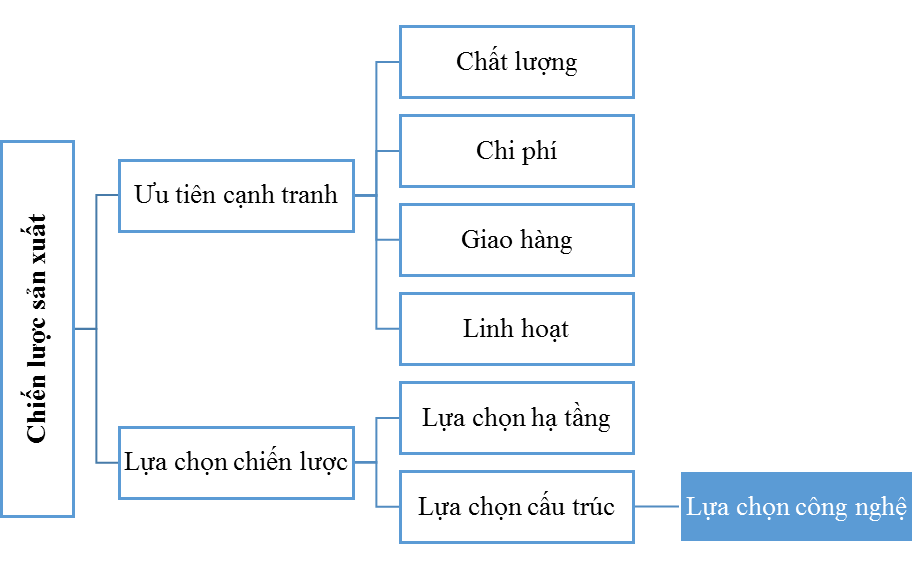 Chiến lược sản xuất
Ưu tiên cạnh tranh
Chất lượng
Chi phí
Giao hàng
Linh hoạt
Lựa chọn chiến lược
Lựa chọn hạ tầng
Lựa chọn cấu trúc
Lựa chọn công nghệ